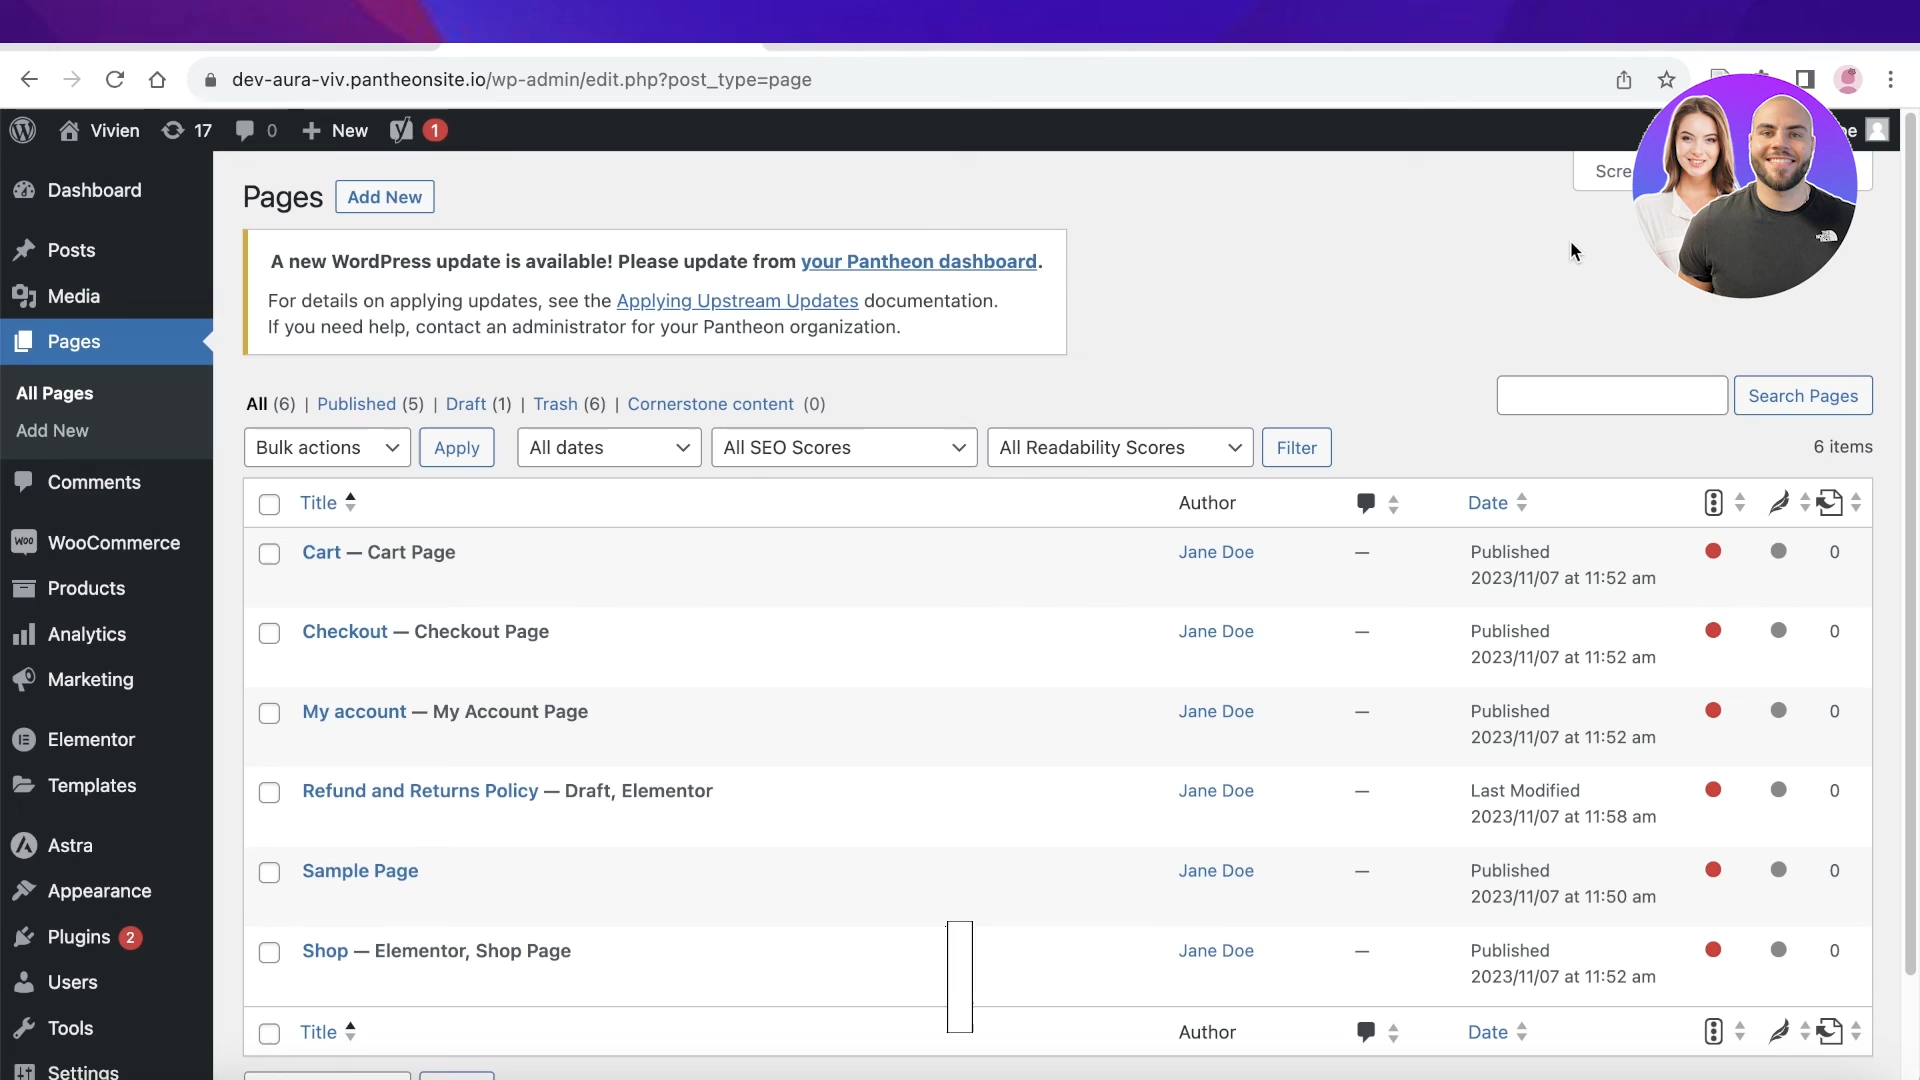 dev-aura-viv.pantheonsite.io/wp-admin/edit.php?post_type=page
Vivien 17 0 New 1
Dashboard
Posts
Media
Pages
All Pages
Add New
Comments
WooCommerce
Products
Analytics
Marketing
Elementor
Templates
Astra
Appearance
Plugins 2
Users
Tools
Settings
Pages Add New
A new WordPress update is available! Please update from your Pantheon dashboard.
For details on applying updates, see the Applying Upstream Updates documentation.
If you need help, contact an administrator for your Pantheon organization.
All (6) | Published (5) | Draft (1) | Trash (6) | Cornerstone content (0)
Search Pages
Bulk actions Apply All dates All SEO Scores All Readability Scores Filter 6 items
Title Author Date
Cart — Cart Page Jane Doe — Published 0
2023/11/07 at 11:52 am
Checkout — Checkout Page Jane Doe — Published 0
2023/11/07 at 11:52 am
My account — My Account Page Jane Doe — Published 0
2023/11/07 at 11:52 am
Refund and Returns Policy — Draft, Elementor Jane Doe — Last Modified 0
2023/11/07 at 11:58 am
Sample Page Jane Doe — Published 0
2023/11/07 at 11:50 am
Shop — Elementor, Shop Page Jane Doe — Published 0
2023/11/07 at 11:52 am
Title Author Date